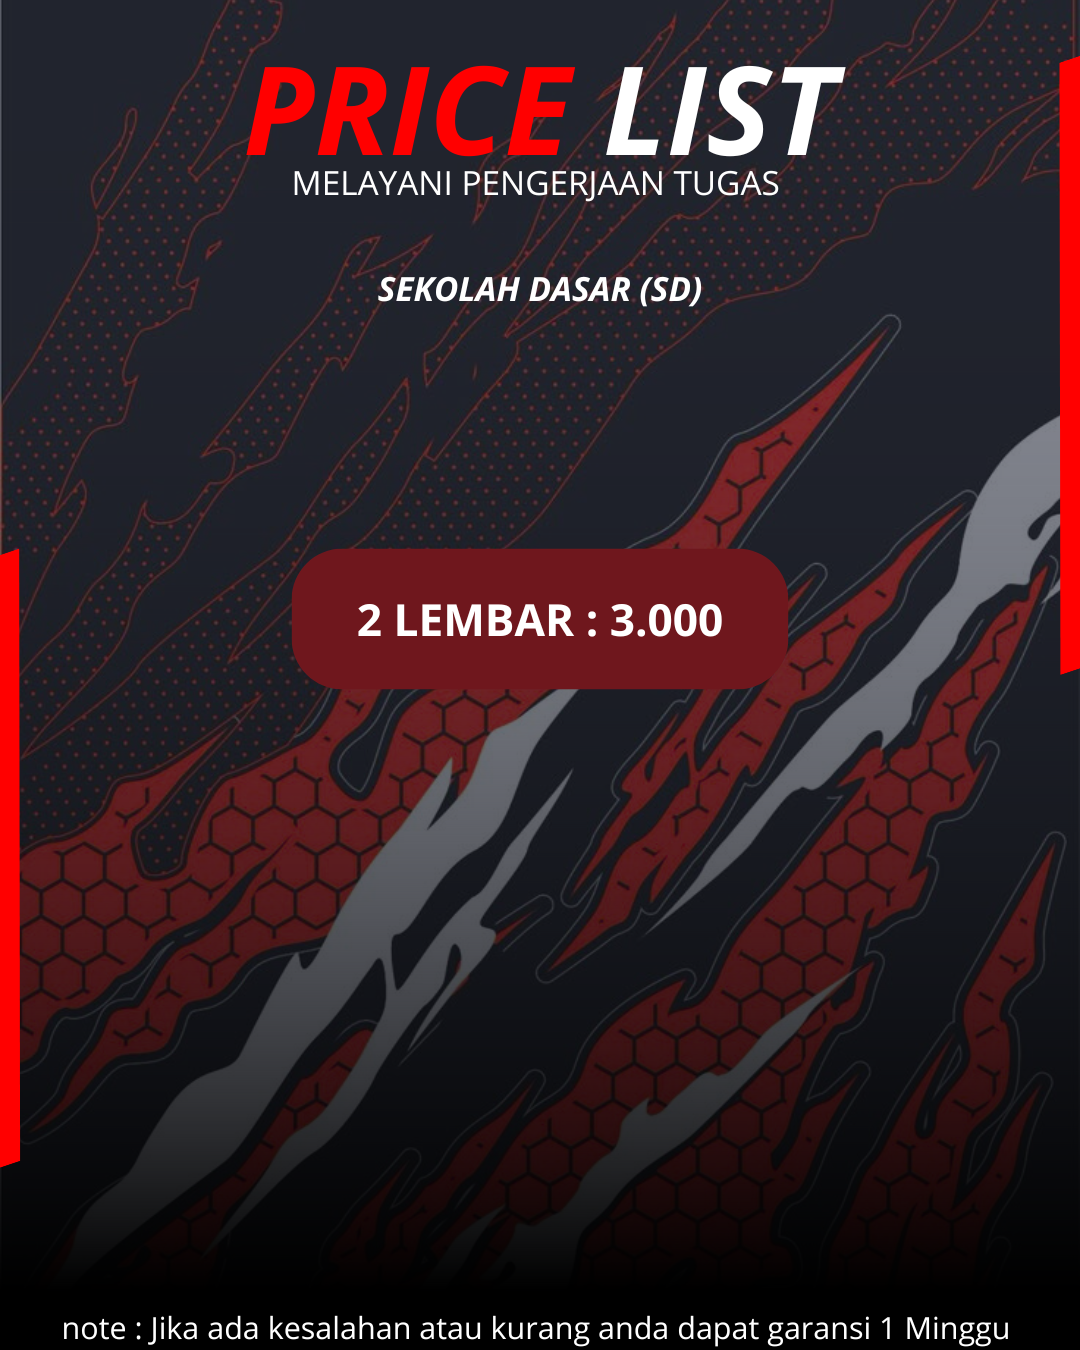 PRICE LIST
MELAYANI PENGERJAAN TUGAS
SEKOLAH DASAR (SD)
2 LEMBAR : 3.000
note : Jika ada kesalahan atau kurang anda dapat garansi 1 Minggu